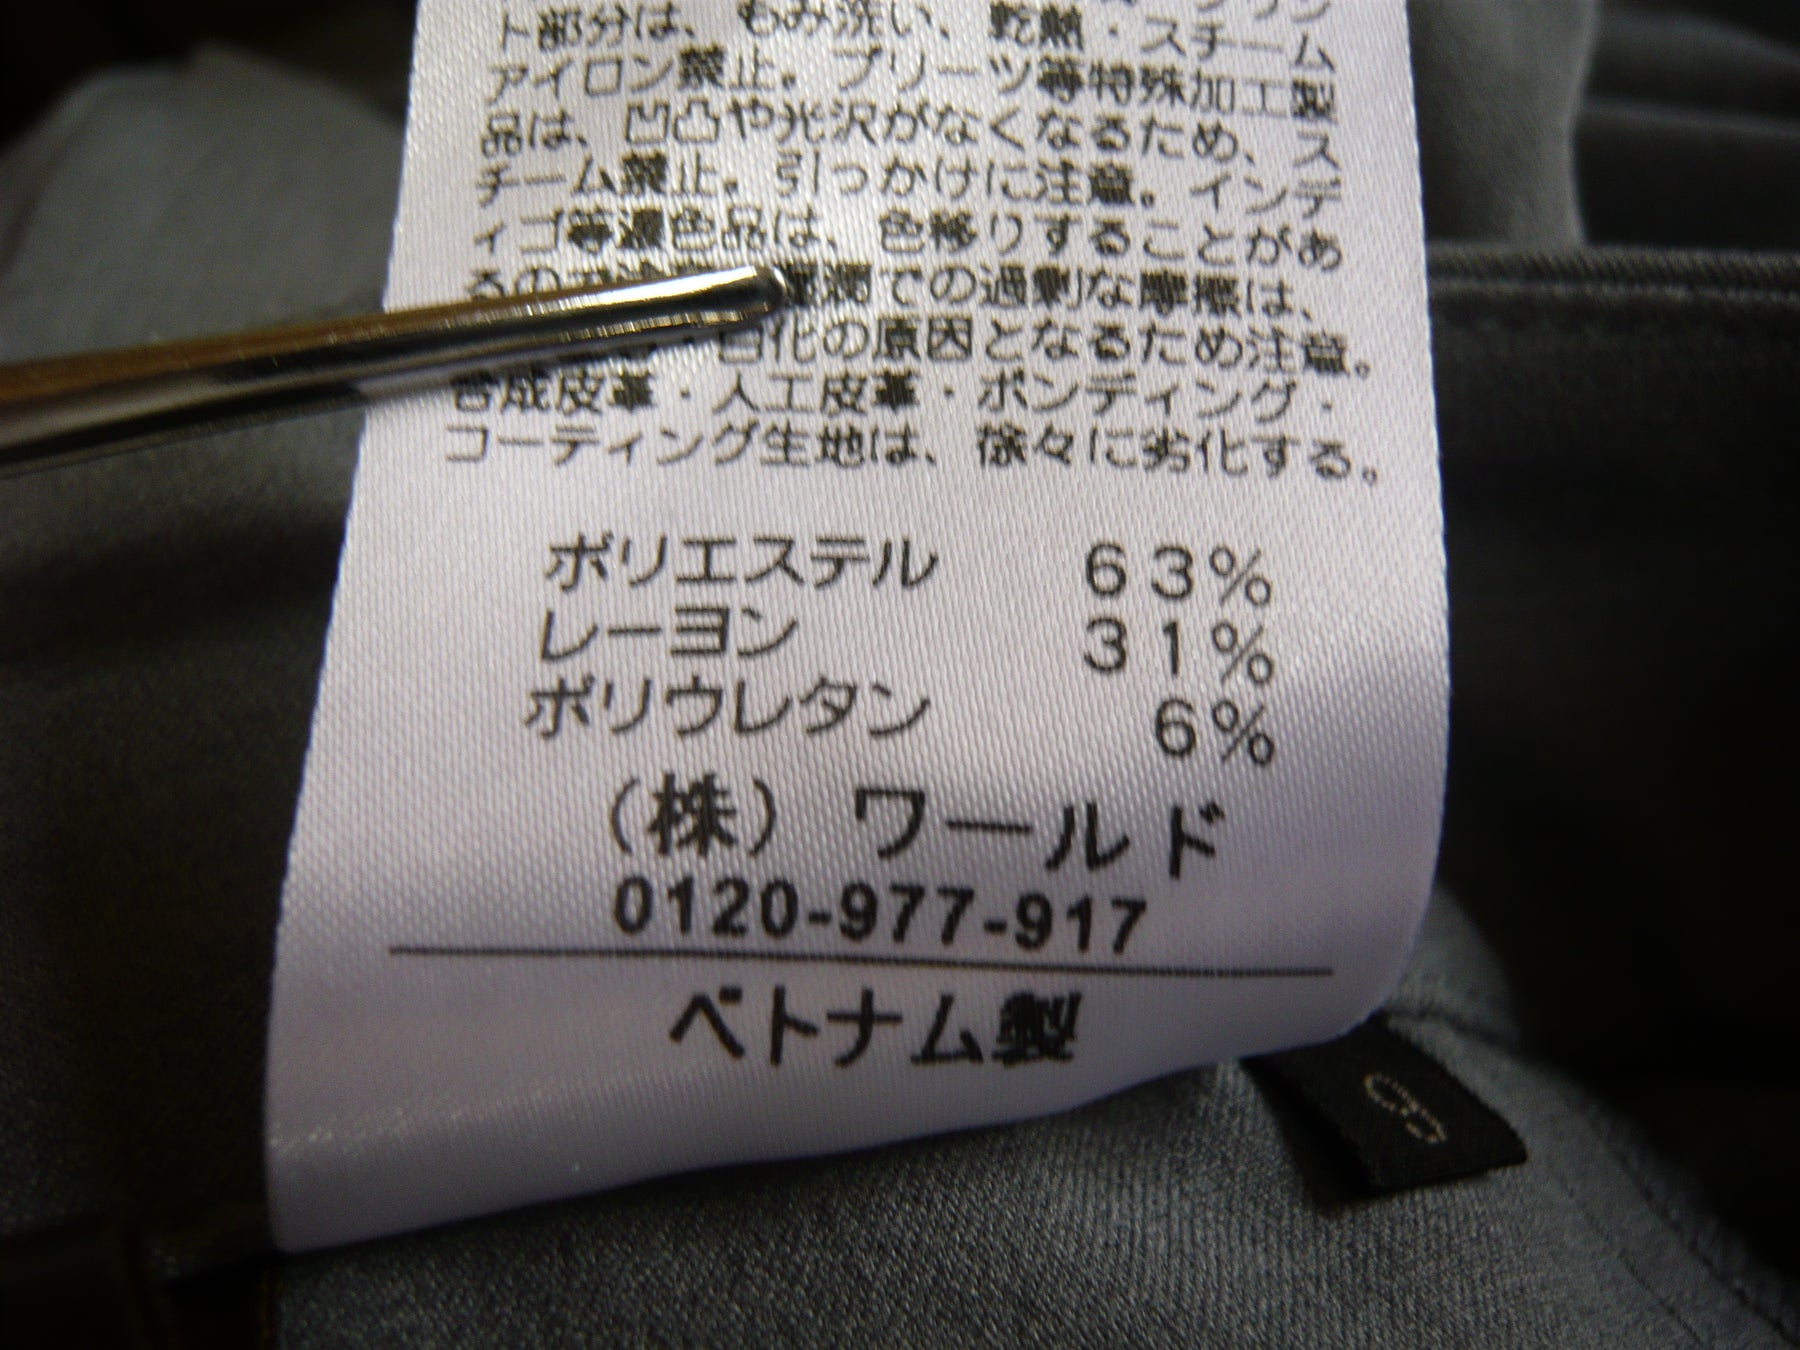 ト部分は、もみ洗い、乾熱・スチーム
アイロン禁止。プリーツ等特殊加工製
品は、凹凸や光沢がなくなるため、ス
チーム禁止。引っかけに注意。インデ
ィゴ等濃色品は、色移りすることがあ
るので 湿潤での過剰な摩擦は、
・白化の原因となるため注意。
合成皮革・人工皮革・ボンディング・
コーティング生地は、徐々に劣化する。
ポリエステル 63%
レーヨン 31%
ポリウレタン 6%
(株) ワールド
0120-977-917
ベトナム製